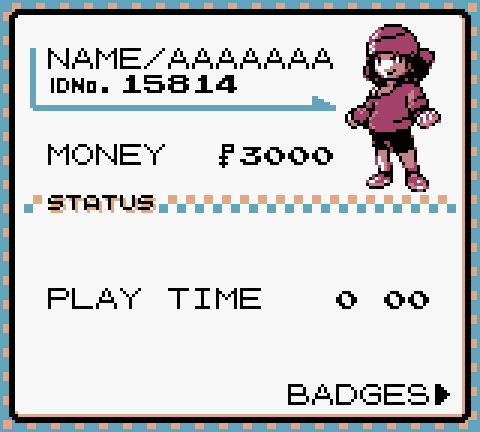 NAME/AAAAAAA
IDNo. 15814
MONEY ₽3000
STATUS
PLAY TIME 0 00
BADGES▶